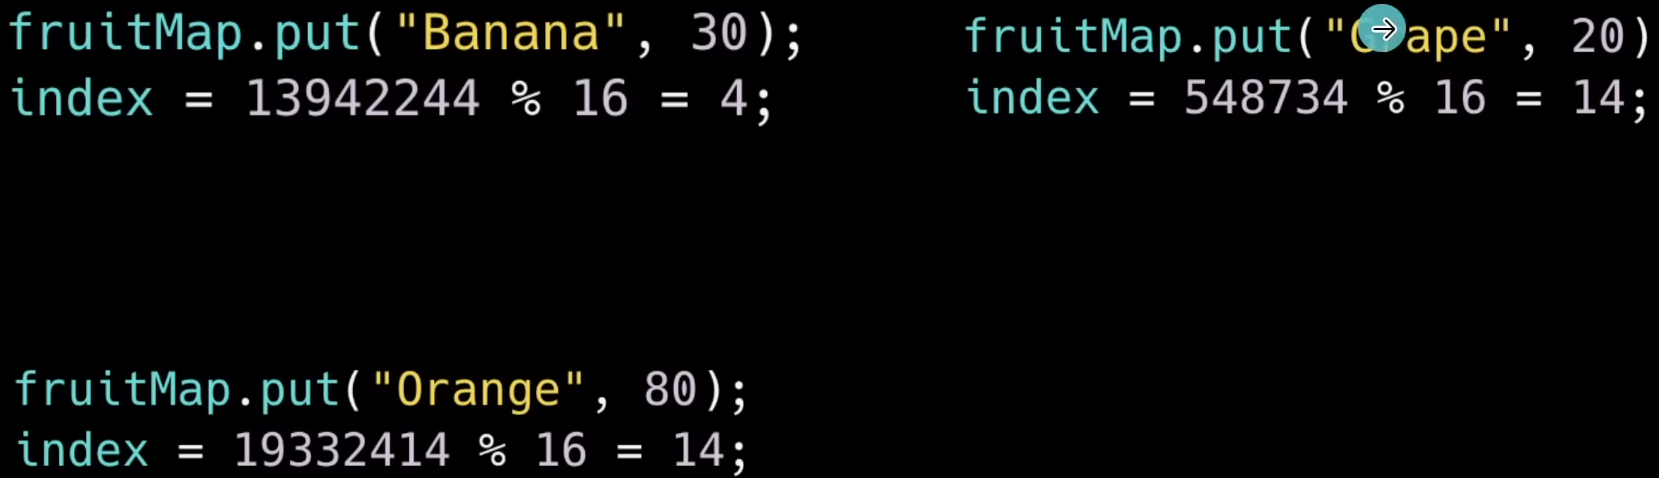 fruitMap.put("Banana", 30);
index = 13942244 % 16 = 4;
fruitMap.put("Grape", 20)
index = 548734 % 16 = 14;
fruitMap.put("Orange", 80);
index = 19332414 % 16 = 14;